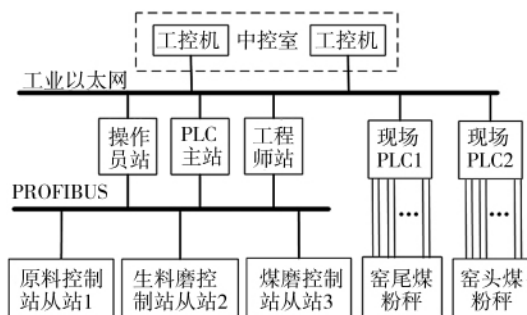 工控机 中控室 工控机
工业以太网
操作
员站
PLC
主站
工程
师站
现场
PLC1
现场
PLC2
PROFIBUS
原料控制
站从站1
生料磨控
制站从站2
煤磨控制
站从站3
窑尾煤
粉秤
窑头煤
粉秤